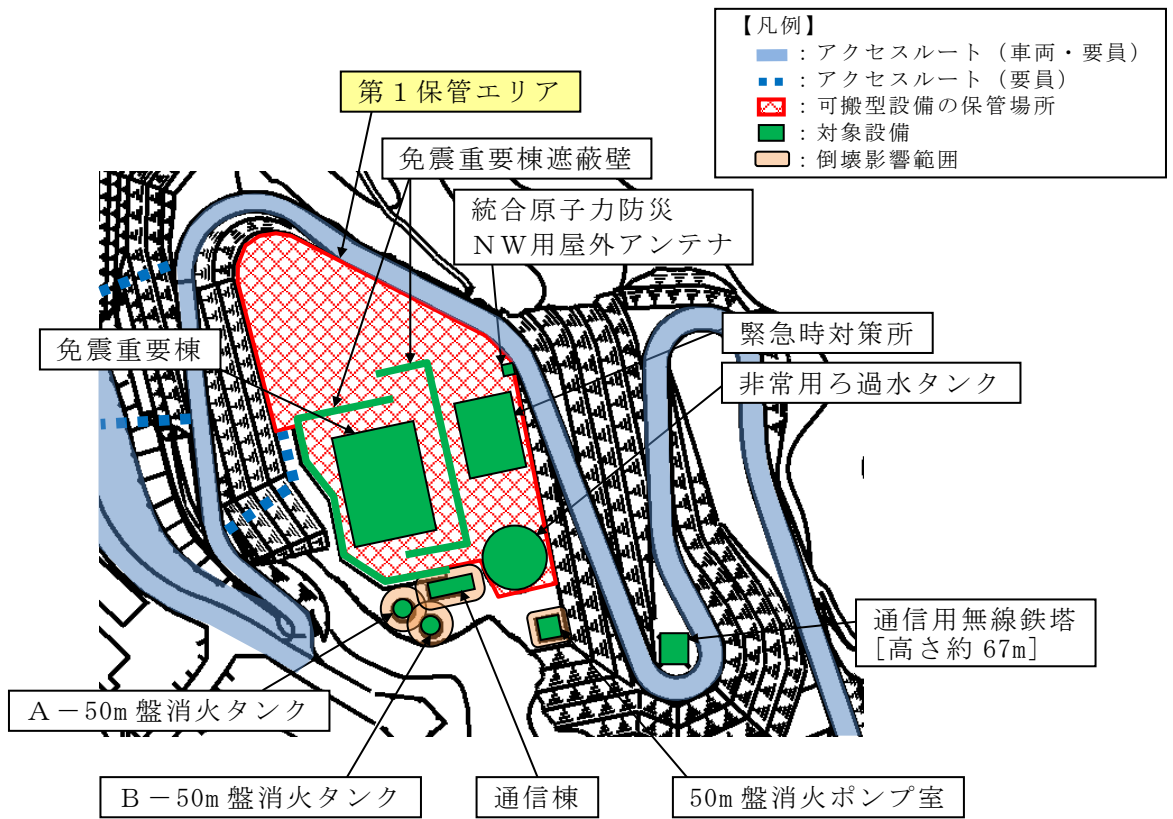 【凡例】
：アクセスルート（車両・要員）
：アクセスルート（要員）
：可搬型設備の保管場所
：対象設備
：倒壊影響範囲
第１保管エリア
免震重要棟遮蔽壁
統合原子力防災
ＮＷ用屋外アンテナ
緊急時対策所
免震重要棟
非常用ろ過水タンク
通信用無線鉄塔
[高さ約 67m]
Ａ－50m 盤消火タンク
Ｂ－50m 盤消火タンク
通信棟
50m 盤消火ポンプ室